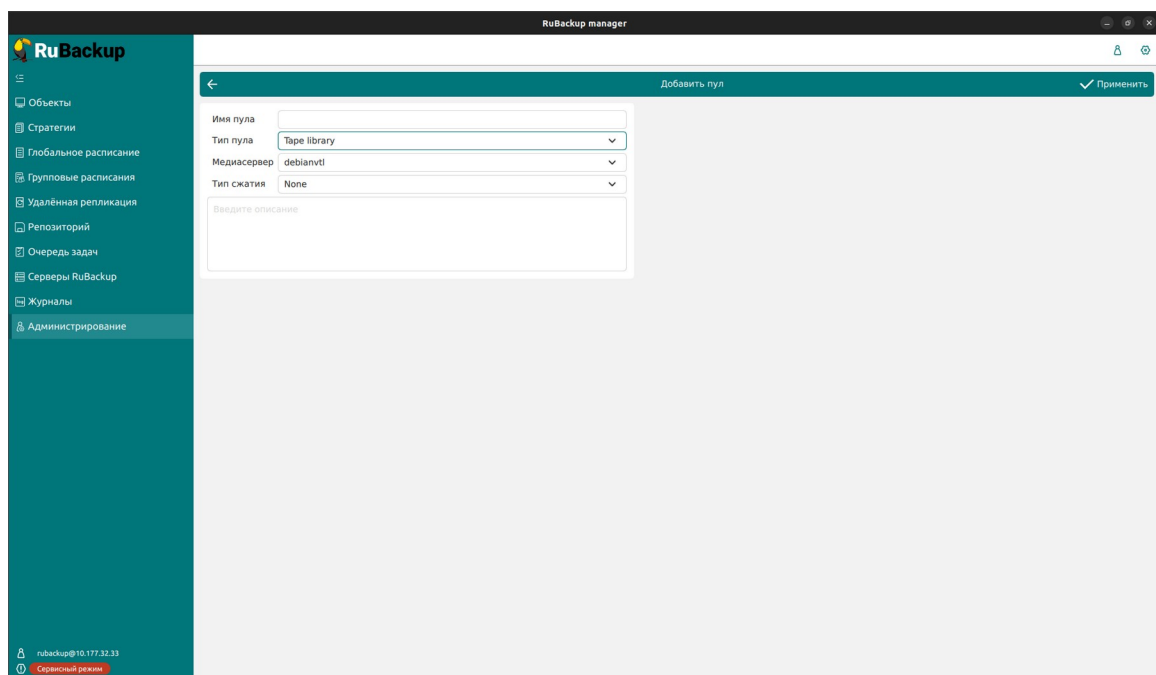 RuBackup manager
RuBackup
Объекты
Стратегии
Глобальное расписание
Групповые расписания
Удалённая репликация
Репозиторий
Очередь задач
Серверы RuBackup
Журналы
Администрирование
rubackup@10.177.32.33
Сервисный режим
Добавить пул
Применить
Имя пула
Тип пула Tape library
Медиасервер debianvtl
Тип сжатия None
Введите описание